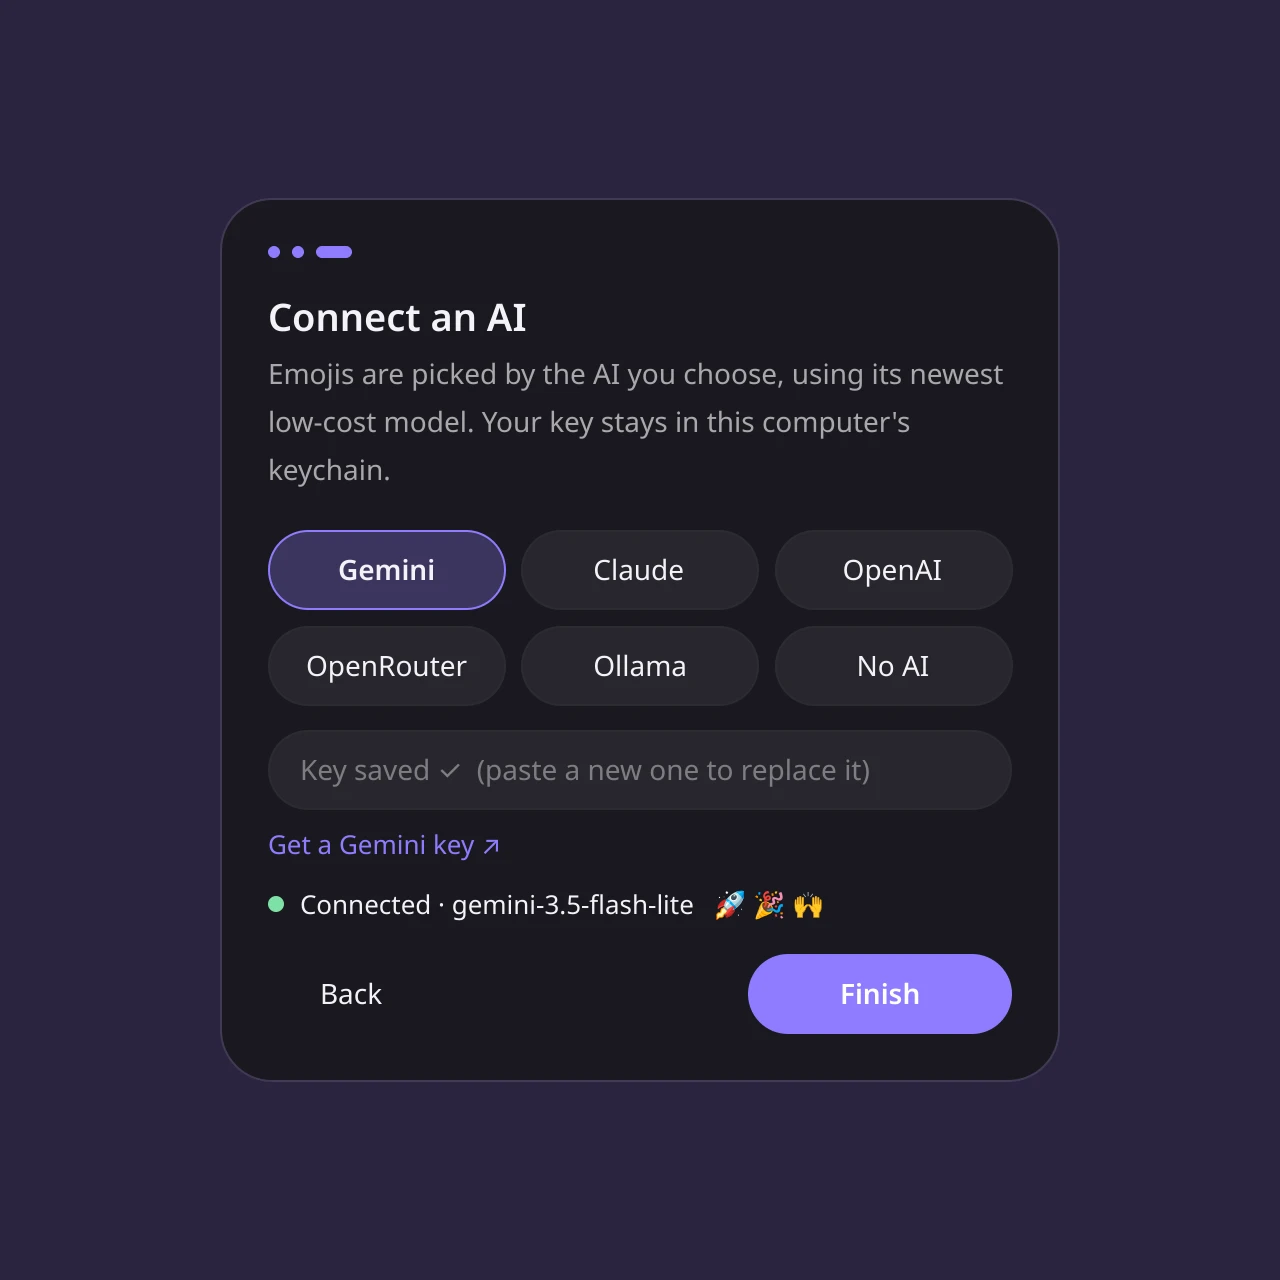 Connect an AI
Emojis are picked by the AI you choose, using its newest
low-cost model. Your key stays in this computer's
keychain.
Gemini
Claude
OpenAI
OpenRouter
Ollama
No AI
Key saved ✓ (paste a new one to replace it)
Get a Gemini key ↗
Connected · gemini-3.5-flash-lite 🚀 🎉 🙌
Back
Finish